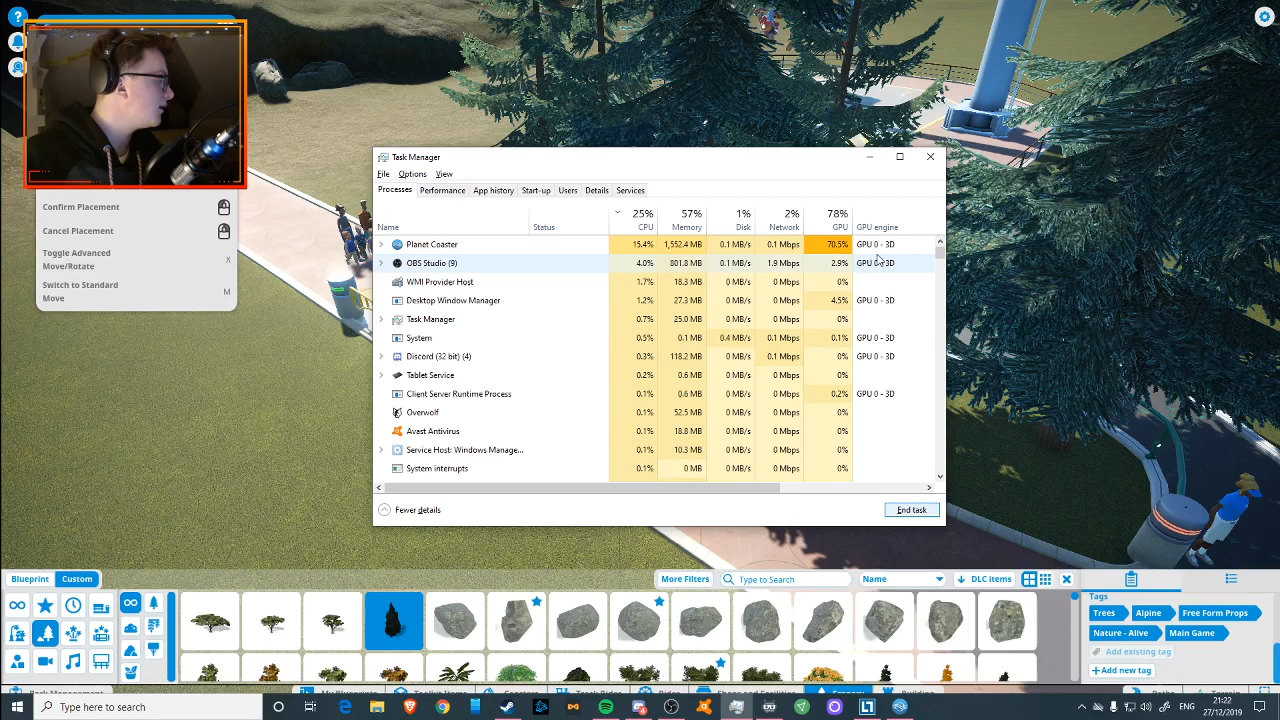 ?
Confirm Placement
Cancel Placement
Toggle Advanced
Move/Rotate
X
Switch to Standard
Move
M
Task Manager
File Options View
Processes Performance App history Start-up Users Details Services
25% 57% 1% 2% 78%
Name Status CPU Memory Disk Network GPU GPU engine
Planet Coaster 15.4% 1,552.4 MB 0.1 MB/s 0.1 Mbps 70.5% GPU 0 - 3D
OBS Studio (9) 4.0% 801.8 MB 0.1 MB/s 1.9 Mbps 2.9% GPU 0 - 3D
WMI Provider Host 1.7% 18.3 MB 0 MB/s 0 Mbps 0%
Desktop Window Manager 1.2% 27.3 MB 0 MB/s 0 Mbps 4.5% GPU 0 - 3D
Task Manager 0.7% 25.0 MB 0 MB/s 0 Mbps 0%
System 0.5% 0.1 MB 0.4 MB/s 0 Mbps 0.1% GPU 0 - 3D
Discord (32 bit) (4) 0.3% 118.2 MB 0 MB/s 0.1 Mbps 0% GPU 0 - 3D
Tablet Service 0.2% 0.6 MB 0 MB/s 0 Mbps 0%
Client Server Runtime Process 0.1% 0.6 MB 0 MB/s 0 Mbps 0.2% GPU 0 - 3D
Overwolf 0.1% 52.5 MB 0 MB/s 0 Mbps 0%
Avast Antivirus 0.1% 18.8 MB 0 MB/s 0 Mbps 0%
Service Host: Windows Manage... 0.1% 10.3 MB 0 MB/s 0 Mbps 0%
System interrupts 0.1% 0 MB 0 MB/s 0 Mbps 0%
Fewer details
End task
Blueprint Custom More Filters Type to Search Name DLC items
Tags
Trees Alpine Free Form Props
Nature - Alive Main Game
Add existing tag
+Add new tag
Type here to search
ENG
21:22
27/12/2019